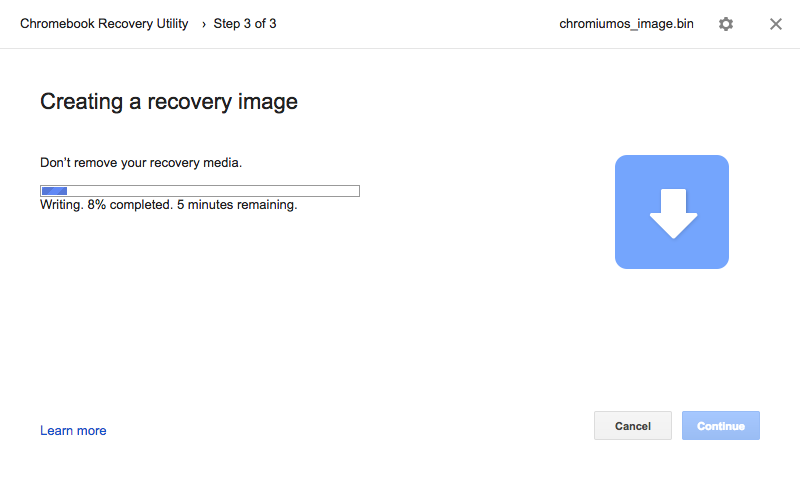 Chromebook Recovery Utility › Step 3 of 3 chromiumos_image.bin
Creating a recovery image
Don’t remove your recovery media.
Writing. 8% completed. 5 minutes remaining.
Learn more Cancel Continue